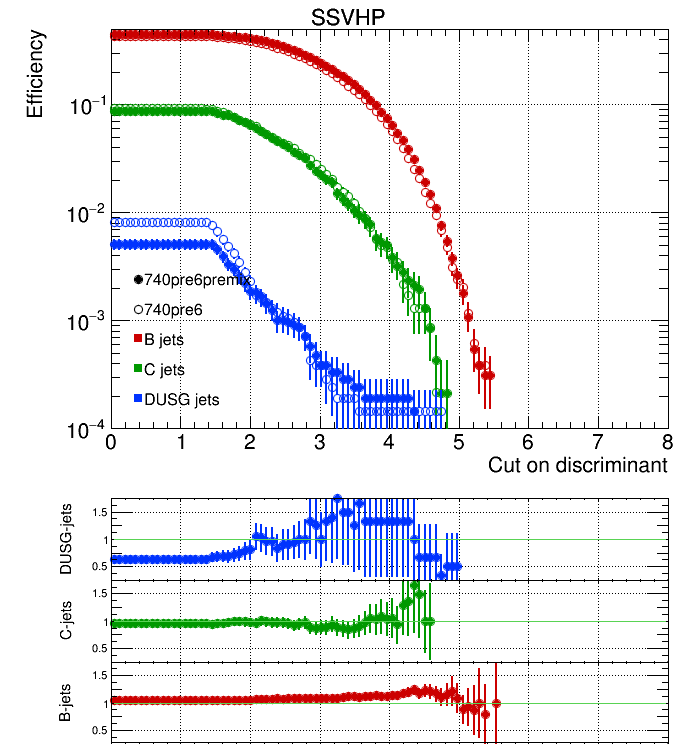 SSVHP
Efficiency
10⁻¹
10⁻²
10⁻³
10⁻⁴
740pre6premix
740pre6
B jets
C jets
DUSG jets
0 1 2 3 4 5 6 7 8
Cut on discriminant
DUSG-jets
1.5
1
0.5
C-jets
1.5
1
0.5
B-jets
1.5
1
0.5